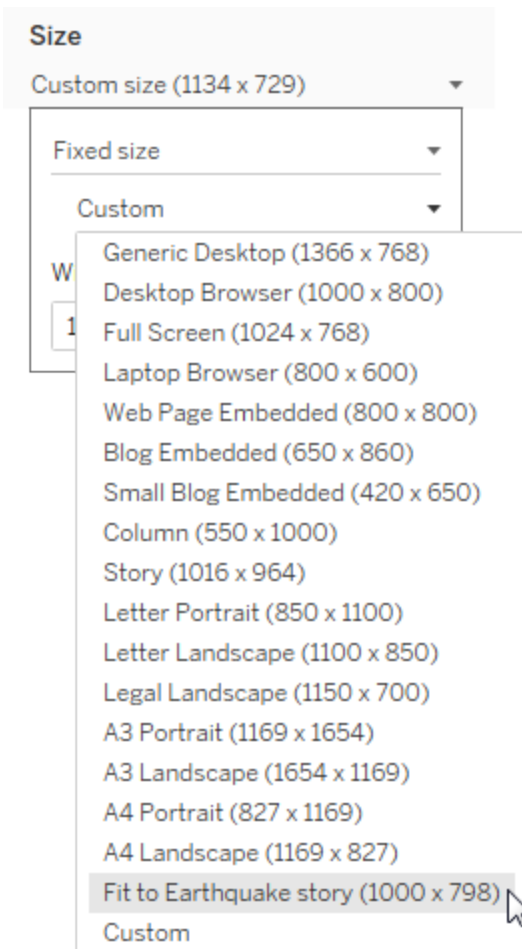 Size
Custom size (1134 x 729)
Fixed size
Custom
Generic Desktop (1366 x 768)
W
Desktop Browser (1000 x 800)
1
Full Screen (1024 x 768)
Laptop Browser (800 x 600)
Web Page Embedded (800 x 800)
Blog Embedded (650 x 860)
Small Blog Embedded (420 x 650)
Column (550 x 1000)
Story (1016 x 964)
Letter Portrait (850 x 1100)
Letter Landscape (1100 x 850)
Legal Landscape (1150 x 700)
A3 Portrait (1169 x 1654)
A3 Landscape (1654 x 1169)
A4 Portrait (827 x 1169)
A4 Landscape (1169 x 827)
Fit to Earthquake story (1000 x 798)
Custom